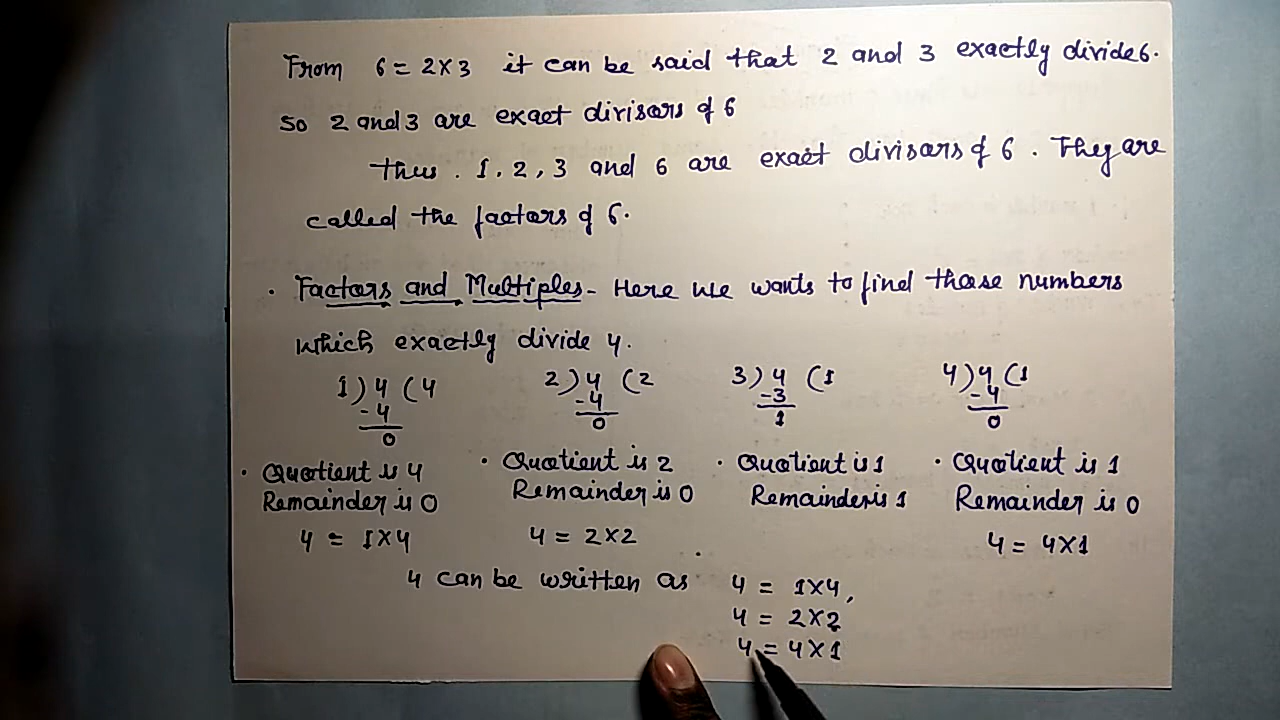 From 6 = 2×3 it can be said that 2 and 3 exactly divide 6.
So 2 and 3 are exact divisors of 6
Thus . 1, 2, 3 and 6 are exact divisors of 6 . They are
called the factors of 6.
· Factors and Multiples - Here we wants to find those numbers
which exactly divide 4.
1) 4 (4 2) 4 (2 3) 4 (1 4) 4 (1
-4 -4 -3 -4
0 0 1 0
· Quotient is 4 · Quotient is 2 · Quotient is 1 · Quotient is 1
Remainder is 0 Remainder is 0 Remainder is 1 Remainder is 0
4 = 1×4 4 = 2×2 4 = 4×1
4 can be written as 4 = 1×4,
4 = 2×2
4 = 4×1